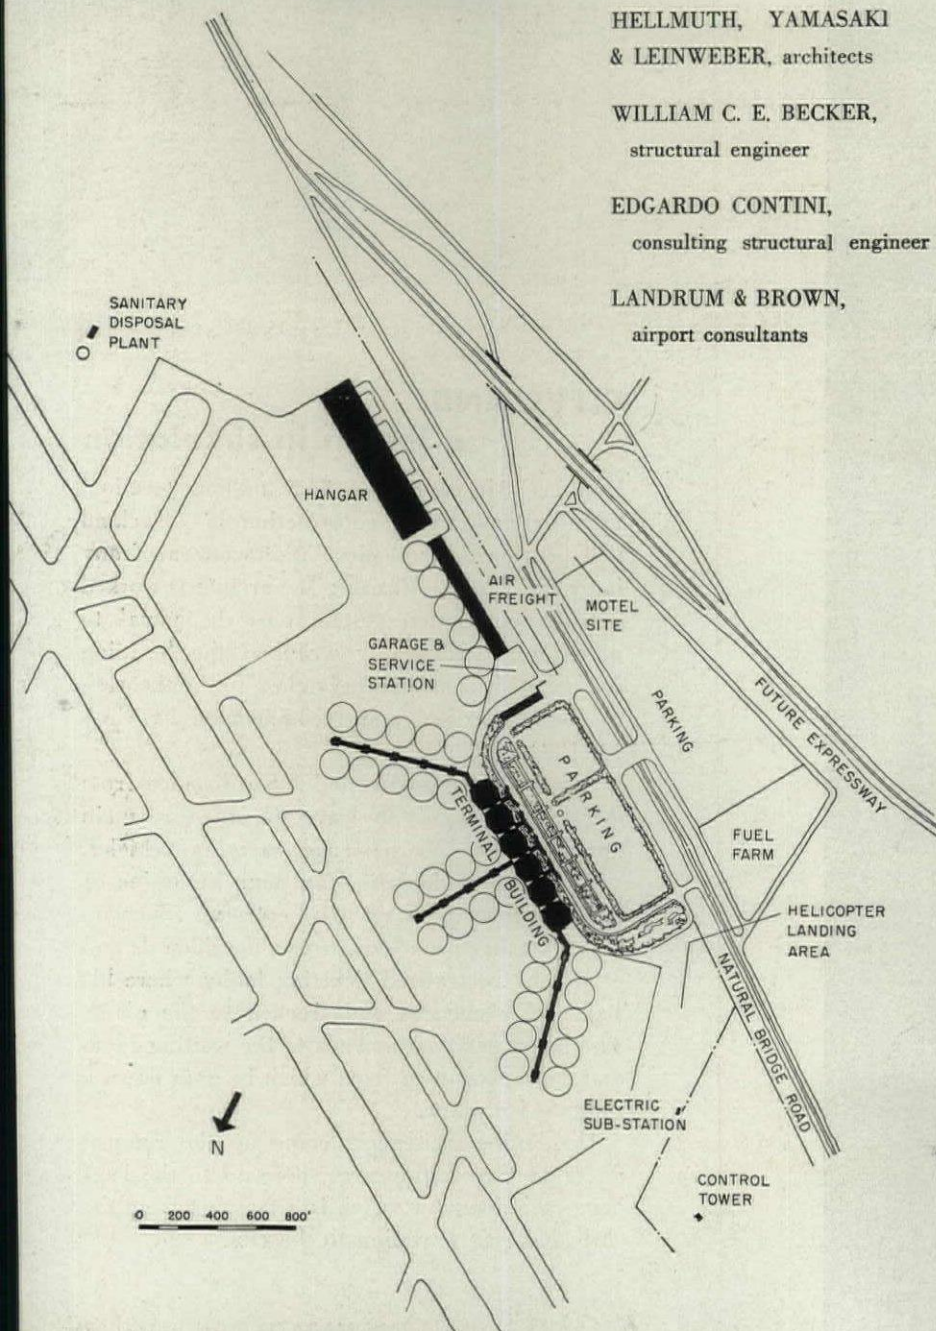 HELLMUTH, YAMASAKI
& LEINWEBER, architects
WILLIAM C. E. BECKER,
structural engineer
EDGARDO CONTINI,
consulting structural engineer
LANDRUM & BROWN,
airport consultants
SANITARY
DISPOSAL
PLANT
HANGAR
AIR
FREIGHT
MOTEL
SITE
GARAGE &
SERVICE
STATION
PARKING
FUTURE EXPRESSWAY
PARKING
TERMINAL
BUILDING
FUEL
FARM
HELICOPTER
LANDING
AREA
NATURAL BRIDGE ROAD
ELECTRIC
SUB-STATION
CONTROL
TOWER
N
0 200 400 600 800'